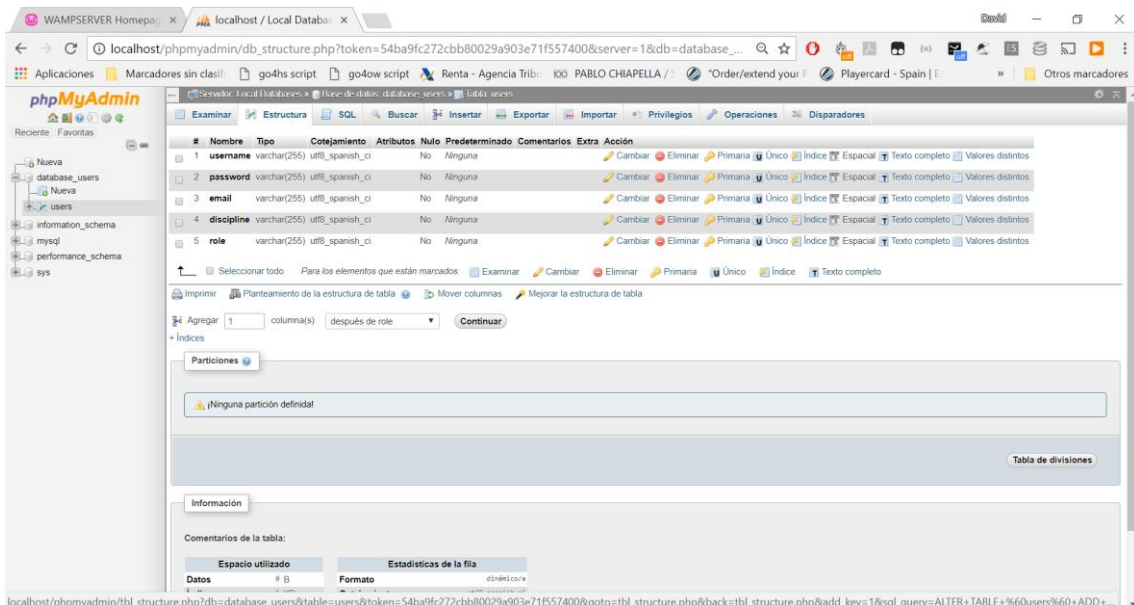 WAMPSERVER Homepag
localhost / Local Databas
David
localhost/phpmyadmin/db_structure.php?token=54ba9fc272cbb80029a903e71f557400&server=1&db=database_...
Aplicaciones Marcadores sin clasifi go4hs script go4ow script Renta - Agencia Tribu PABLO CHIAPELLA / "Order/extend your Playercard - Spain | E » Otros marcadores
phpMyAdmin
Reciente Favoritas
Nueva
database_users
Nueva
users
information_schema
mysql
performance_schema
sys
Servidor: Local Databases » Base de datos: database_users » Tabla: users
Examinar Estructura SQL Buscar Insertar Exportar Importar Privilegios Operaciones Disparadores
# Nombre Tipo Cotejamiento Atributos Nulo Predeterminado Comentarios Extra Acción
1 username varchar(255) utf8_spanish_ci No Ninguna Cambiar Eliminar Primaria Único Índice Espacial Texto completo Valores distintos
2 password varchar(255) utf8_spanish_ci No Ninguna Cambiar Eliminar Primaria Único Índice Espacial Texto completo Valores distintos
3 email varchar(255) utf8_spanish_ci No Ninguna Cambiar Eliminar Primaria Único Índice Espacial Texto completo Valores distintos
4 discipline varchar(255) utf8_spanish_ci No Ninguna Cambiar Eliminar Primaria Único Índice Espacial Texto completo Valores distintos
5 role varchar(255) utf8_spanish_ci No Ninguna Cambiar Eliminar Primaria Único Índice Espacial Texto completo Valores distintos
Seleccionar todo Para los elementos que están marcados: Examinar Cambiar Eliminar Primaria Único Índice Texto completo
Imprimir Planteamiento de la estructura de tabla Mover columnas Mejorar la estructura de tabla
Agregar 1 columna(s) después de role Continuar
+ Índices
Particiones
¡Ninguna partición definida!
Tabla de divisiones
Información
Comentarios de la tabla:
Espacio utilizado
Datos 0 B
Estadísticas de la fila
Formato dinámico/a
localhost/phpmyadmin/tbl_structure.php?db=database_users&table=users&token=54ba9fc272cbb80029a903e71f557400&goto=tbl_structure.php&back=tbl_structure.php&add_key=1&sql_query=ALTER+TABLE+%60users%60+ADD+...